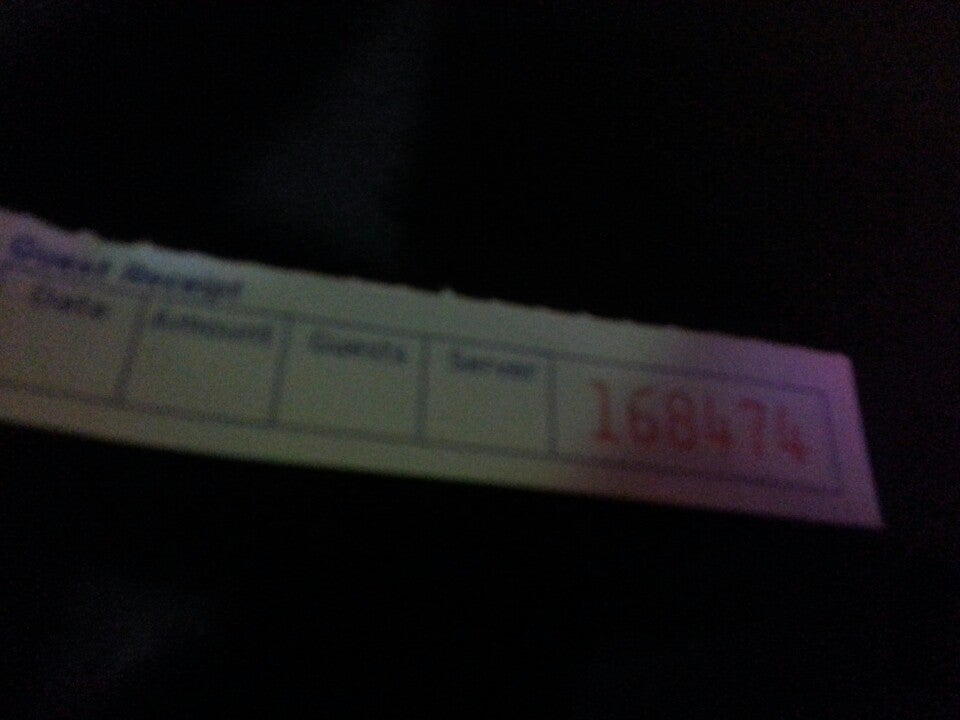 Guest Receipt
Date Amount Guests Server 168474